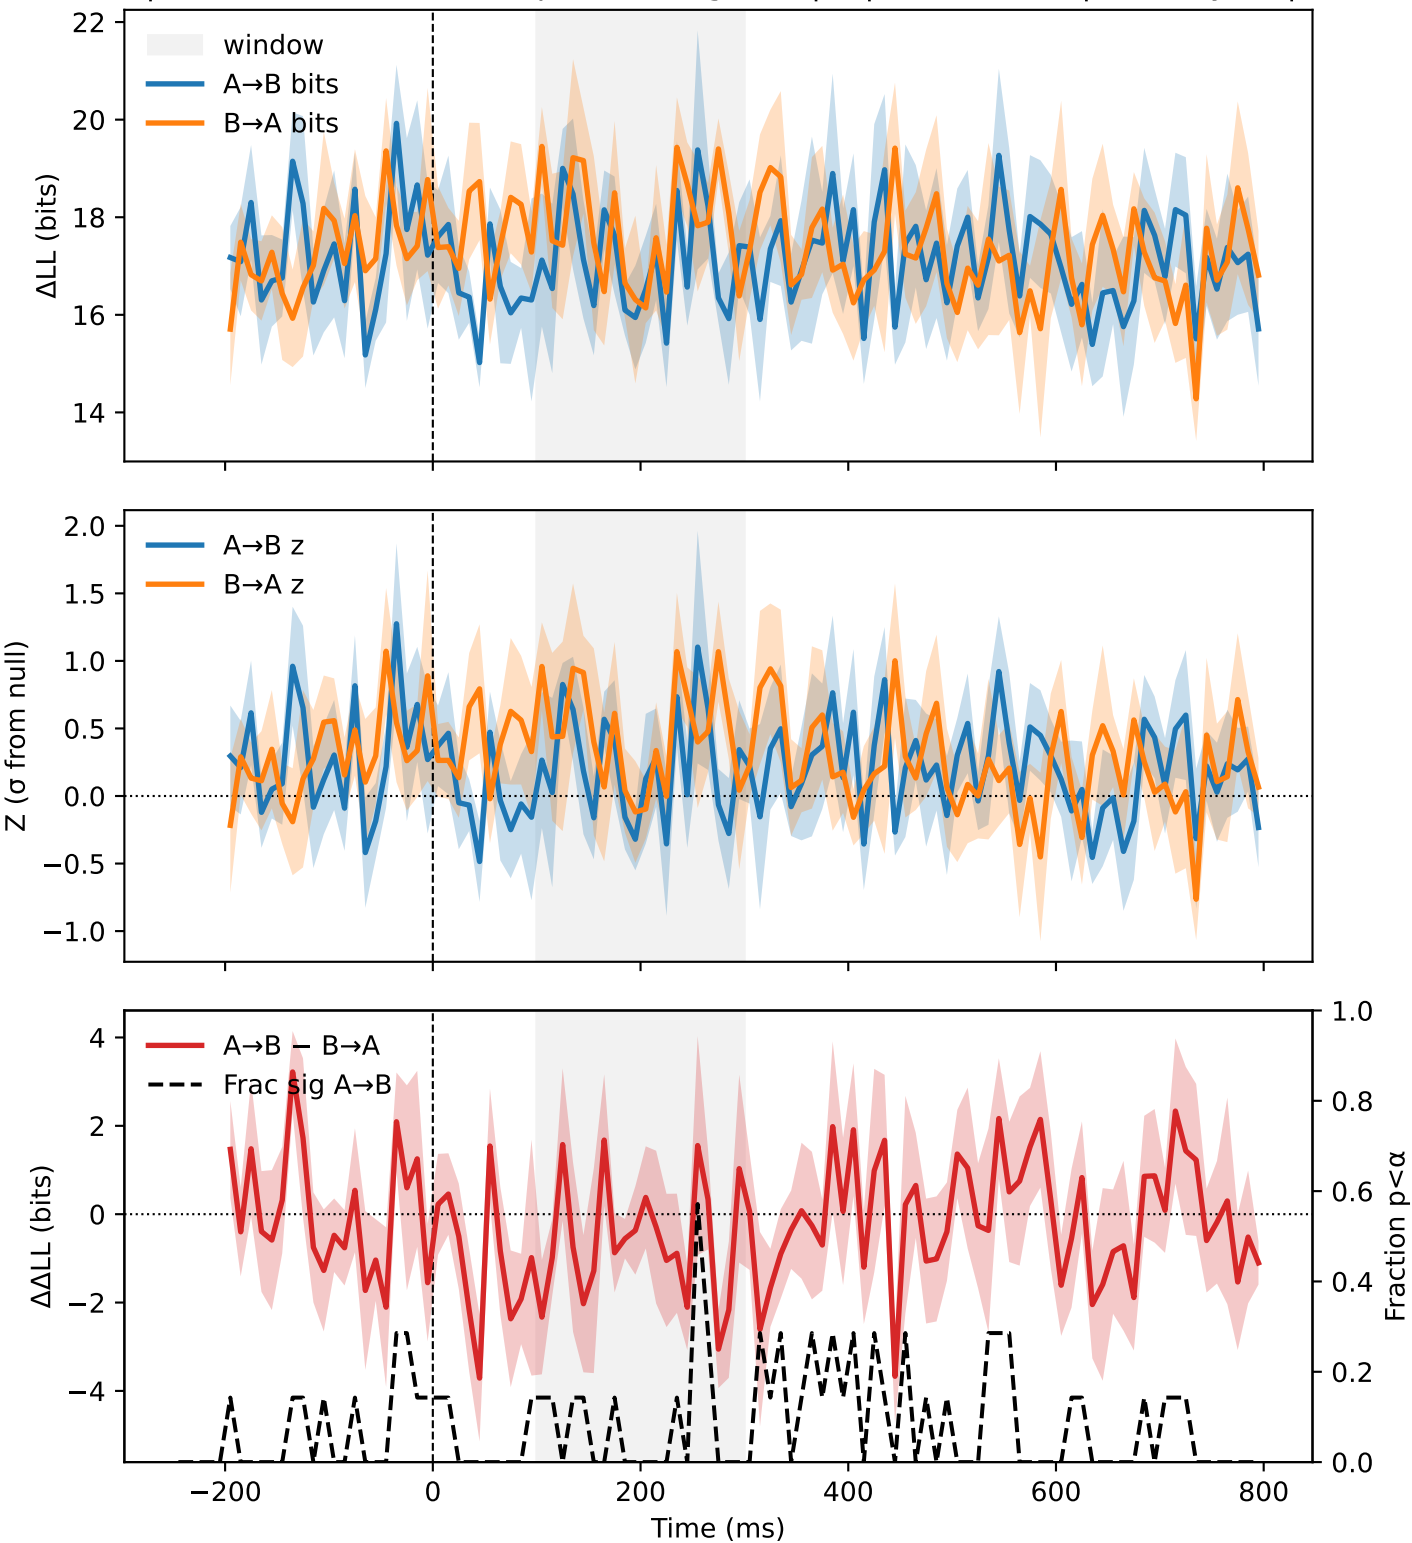 22
20
18
16
14
ΔLL (bits)
window
A→B bits
B→A bits
2.0
1.5
1.0
0.5
0.0
−0.5
−1.0
Z (σ from null)
A→B z
B→A z
4
2
0
−2
−4
ΔΔLL (bits)
A→B − B→A
Frac sig A→B
1.0
0.8
0.6
0.4
0.2
0.0
Fraction p<α
−200
0
200
400
600
800
Time (ms)